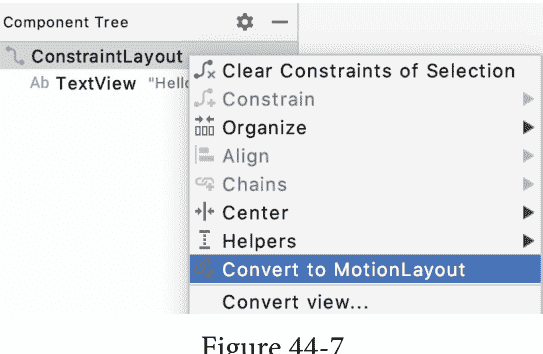 Component Tree
ConstraintLayout
Ab TextView "Hello
Clear Constraints of Selection
Constrain
Organize
Align
Chains
Center
Helpers
Convert to MotionLayout
Convert view...
Figure 44-7